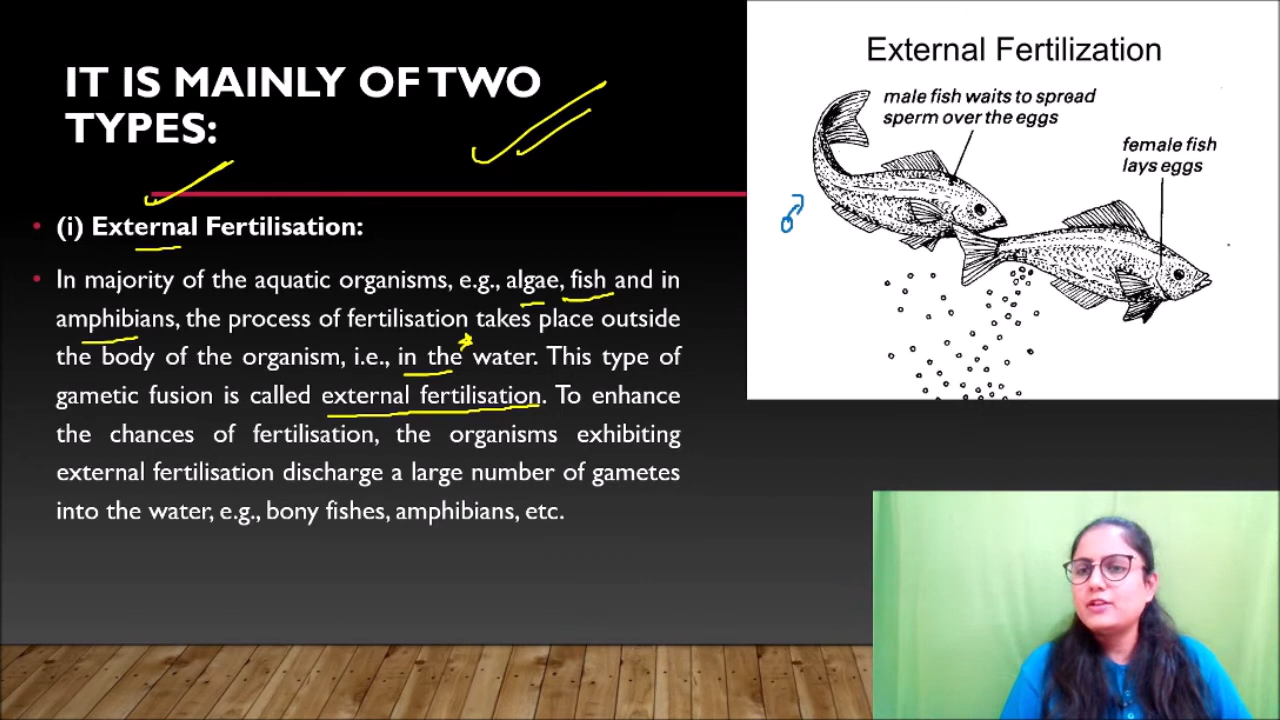 IT IS MAINLY OF TWO
TYPES:
• (i) External Fertilisation:
• In majority of the aquatic organisms, e.g., algae, fish and in
amphibians, the process of fertilisation takes place outside
the body of the organism, i.e., in the water. This type of
gametic fusion is called external fertilisation. To enhance
the chances of fertilisation, the organisms exhibiting
external fertilisation discharge a large number of gametes
into the water, e.g., bony fishes, amphibians, etc.
External Fertilization
male fish waits to spread
sperm over the eggs
female fish
lays eggs